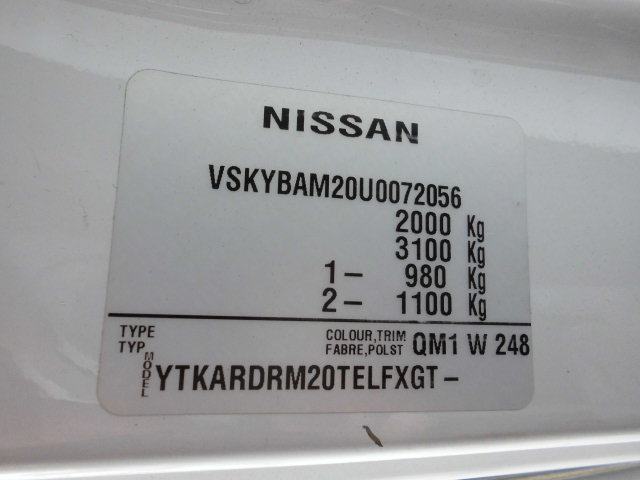 NISSAN
VSKYBAM20U0072056
2000 Kg
3100 Kg
1- 980 Kg
2- 1100 Kg
TYPE
TYP
COLOUR,TRIM
FABRE,POLST QM1 W 248
MODEL YTKARDRM20TELFXGT-